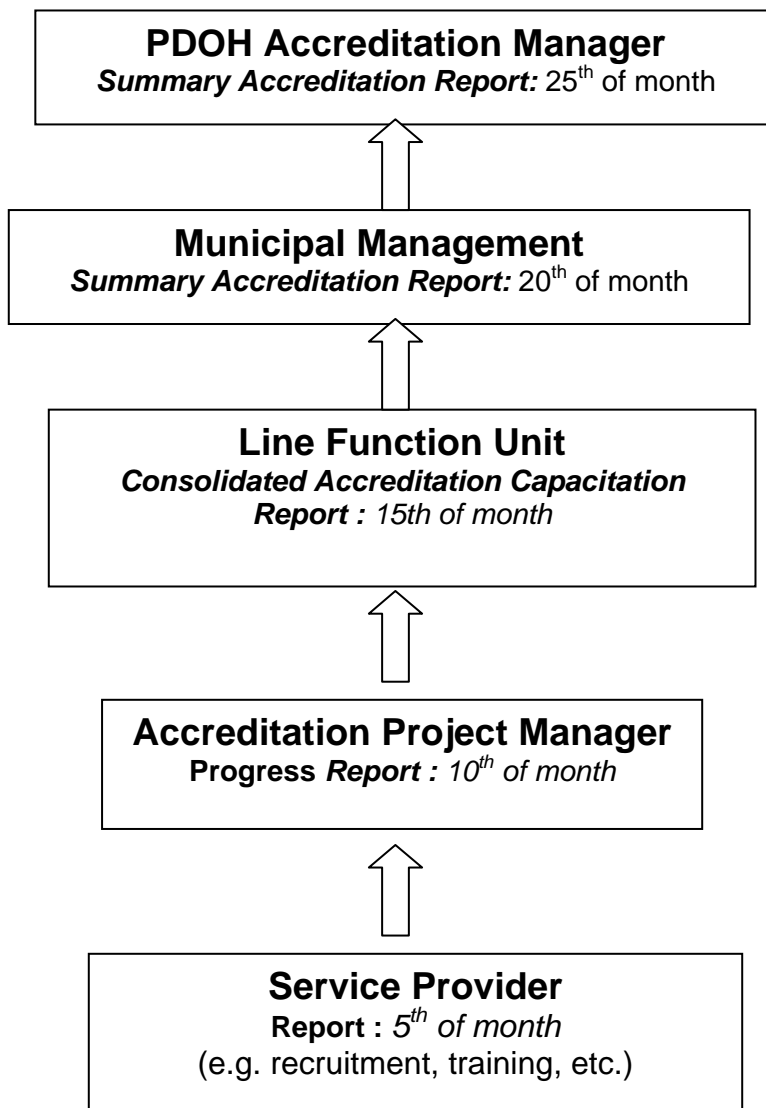 PDOH Accreditation Manager
Summary Accreditation Report: 25th of month
Municipal Management
Summary Accreditation Report: 20th of month
Line Function Unit
Consolidated Accreditation Capacitation
Report : 15th of month
Accreditation Project Manager
Progress Report : 10th of month
Service Provider
Report : 5th of month
(e.g. recruitment, training, etc.)